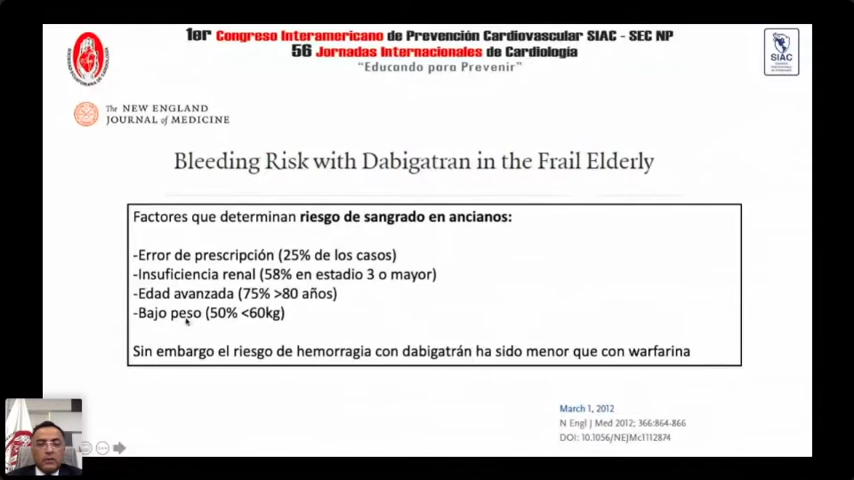 1er Congreso Interamericano de Prevención Cardiovascular SIAC - SEC NP
56 Jornadas Internacionales de Cardiología
"Educando para Prevenir"
SIAC
The NEW ENGLAND
JOURNAL of MEDICINE
Bleeding Risk with Dabigatran in the Frail Elderly
Factores que determinan riesgo de sangrado en ancianos:
-Error de prescripción (25% de los casos)
-Insuficiencia renal (58% en estadio 3 o mayor)
-Edad avanzada (75% >80 años)
-Bajo peso (50% <60kg)
Sin embargo el riesgo de hemorragia con dabigatrán ha sido menor que con warfarina
March 1, 2012
N Engl J Med 2012; 366:864-866
DOI: 10.1056/NEJMc1112874